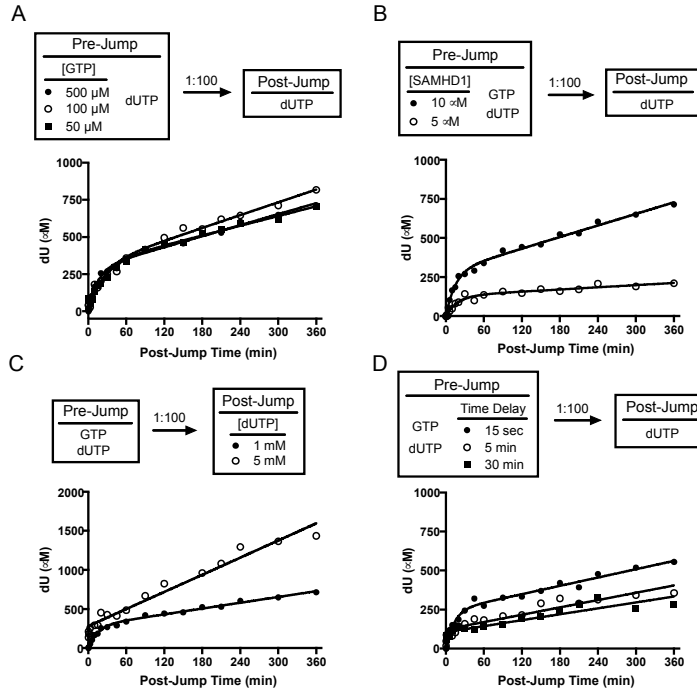 A
Pre-Jump
[GTP]
500 µM
100 µM
50 µM
dUTP
1:100
Post-Jump
dUTP
1000
750
500
250
0
dU (∝M)
0 60 120 180 240 300 360
Post-Jump Time (min)
B
Pre-Jump
[SAMHD1]
10 ∝M
5 ∝M
GTP
dUTP
1:100
Post-Jump
dUTP
1000
750
500
250
0
dU (∝M)
0 60 120 180 240 300 360
Post-Jump Time (min)
C
Pre-Jump
GTP
dUTP
1:100
Post-Jump
[dUTP]
1 mM
5 mM
2000
1500
1000
500
0
dU (∝M)
0 60 120 180 240 300 360
Post-Jump Time (min)
D
Pre-Jump
GTP
dUTP
Time Delay
15 sec
5 min
30 min
1:100
Post-Jump
dUTP
1000
750
500
250
0
dU (∝M)
0 60 120 180 240 300 360
Post-Jump Time (min)